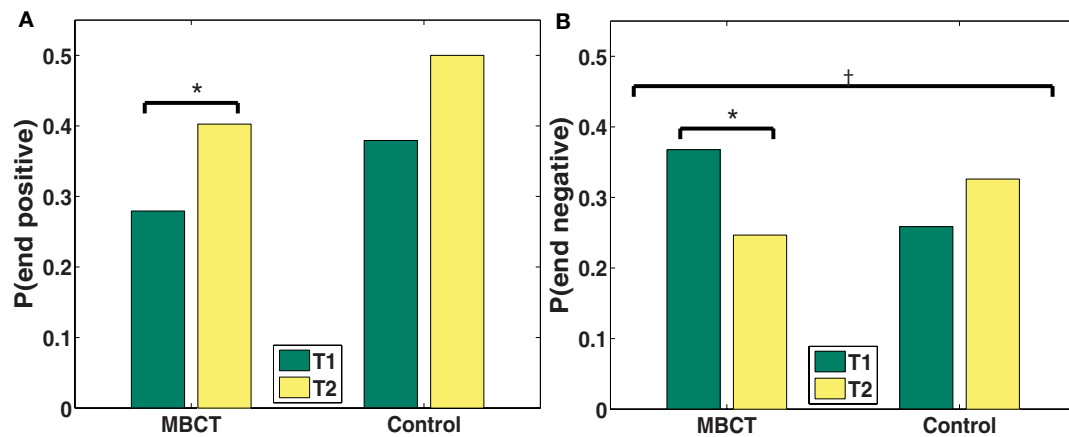 A
P(end positive)
0.5
0.4
0.3
0.2
0.1
0
*
T1
T2
MBCT
Control
B
P(end negative)
0.5
0.4
0.3
0.2
0.1
0
†
*
T1
T2
MBCT
Control